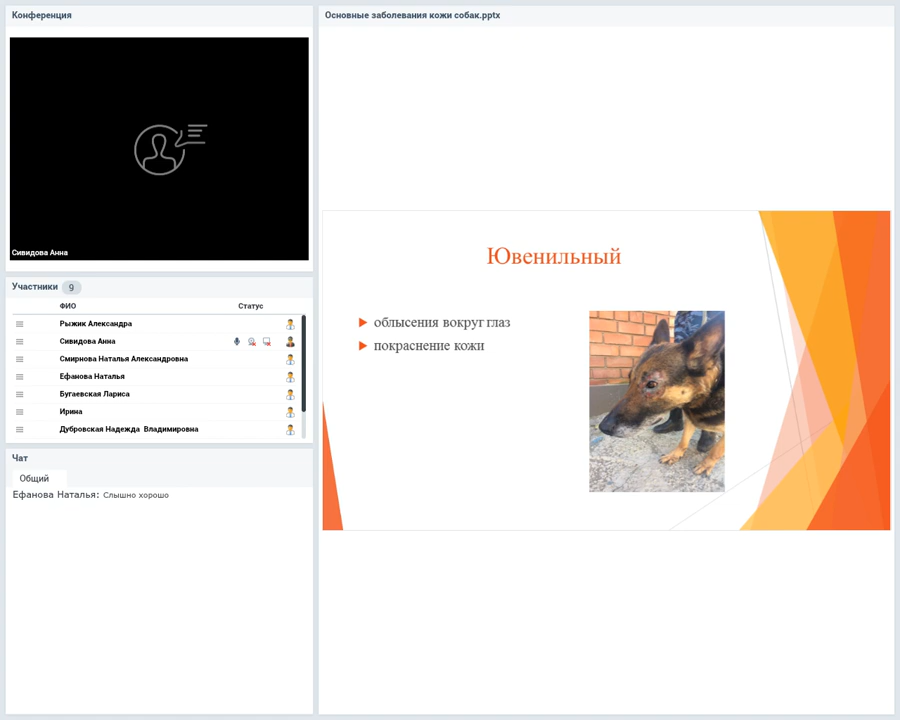 Конференция
Сивидова Анна
Участники 9
ФИО Статус
Рыжик Александра
Сивидова Анна
Смирнова Наталья Александровна
Ефанова Наталья
Бугаевская Лариса
Ирина
Дубровская Надежда Владимировна
Чат
Общий
Ефанова Наталья: Слышно хорошо
Основные заболевания кожи собак.pptx
Ювенильный
облысения вокруг глаз
покраснение кожи